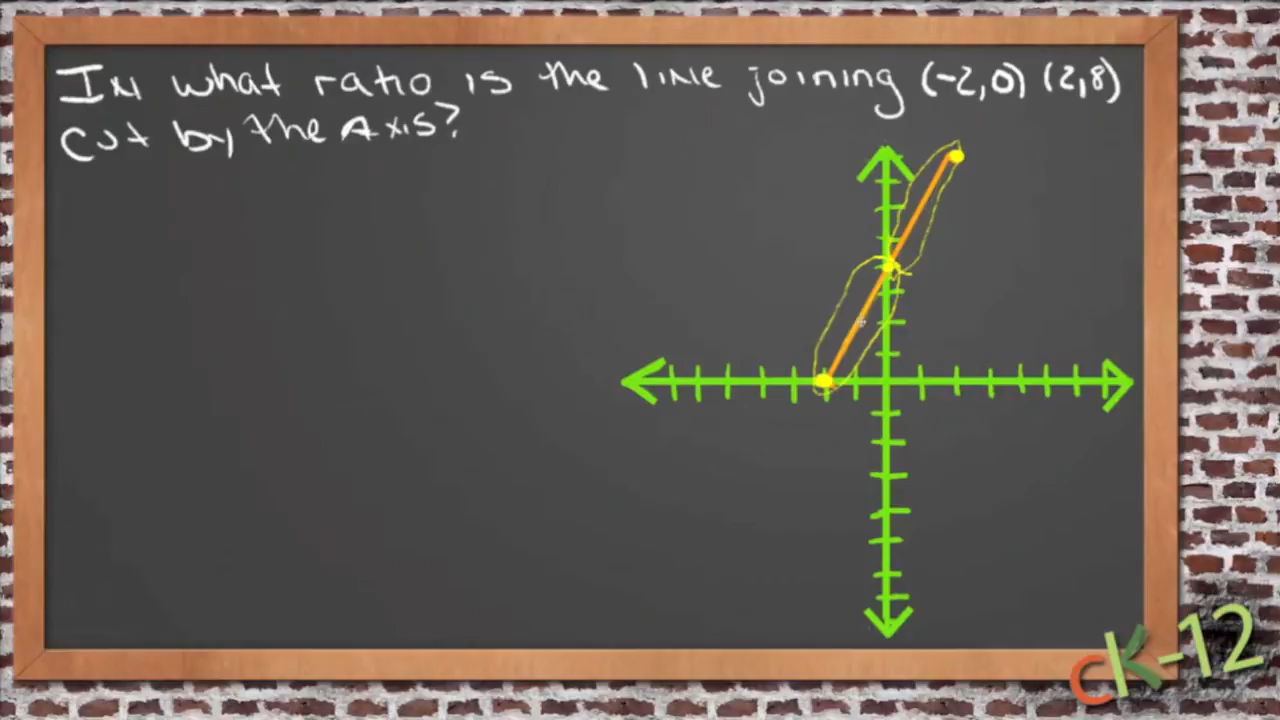 IN what ratio is the line joining (-2,0) (2,8)
cut by the Axis?
cK-12